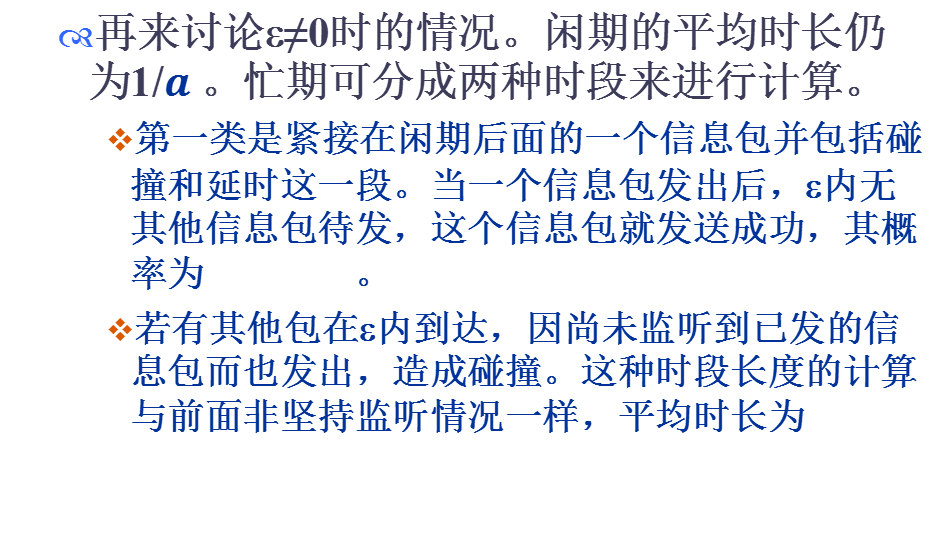 再来讨论ε≠0时的情况。闲期的平均时长仍
为1/a 。忙期可分成两种时段来进行计算。
第一类是紧接在闲期后面的一个信息包并包括碰
撞和延时这一段。当一个信息包发出后，ε内无
其他信息包待发，这个信息包就发送成功，其概
率为 。
若有其他包在ε内到达，因尚未监听到已发的信
息包而也发出，造成碰撞。这种时段长度的计算
与前面非坚持监听情况一样，平均时长为